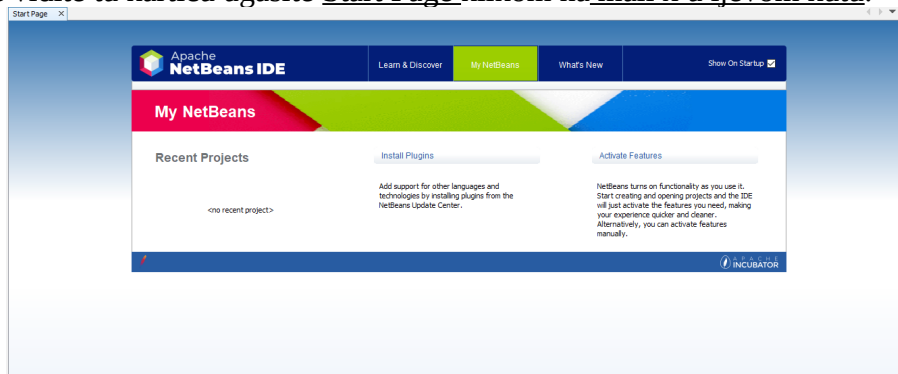 Start Page X
Apache
NetBeans IDE
Learn & Discover
My NetBeans
What's New
Show On Startup
My NetBeans
Recent Projects
<no recent project>
Install Plugins
Add support for other languages and
technologies by installing plugins from the
NetBeans Update Center.
Activate Features
NetBeans turns on functionality as you use it.
Start creating and opening projects and the IDE
will just activate the features you need, making
your experience quicker and cleaner.
Alternatively, you can activate features
manually.
APACHE
INCUBATOR